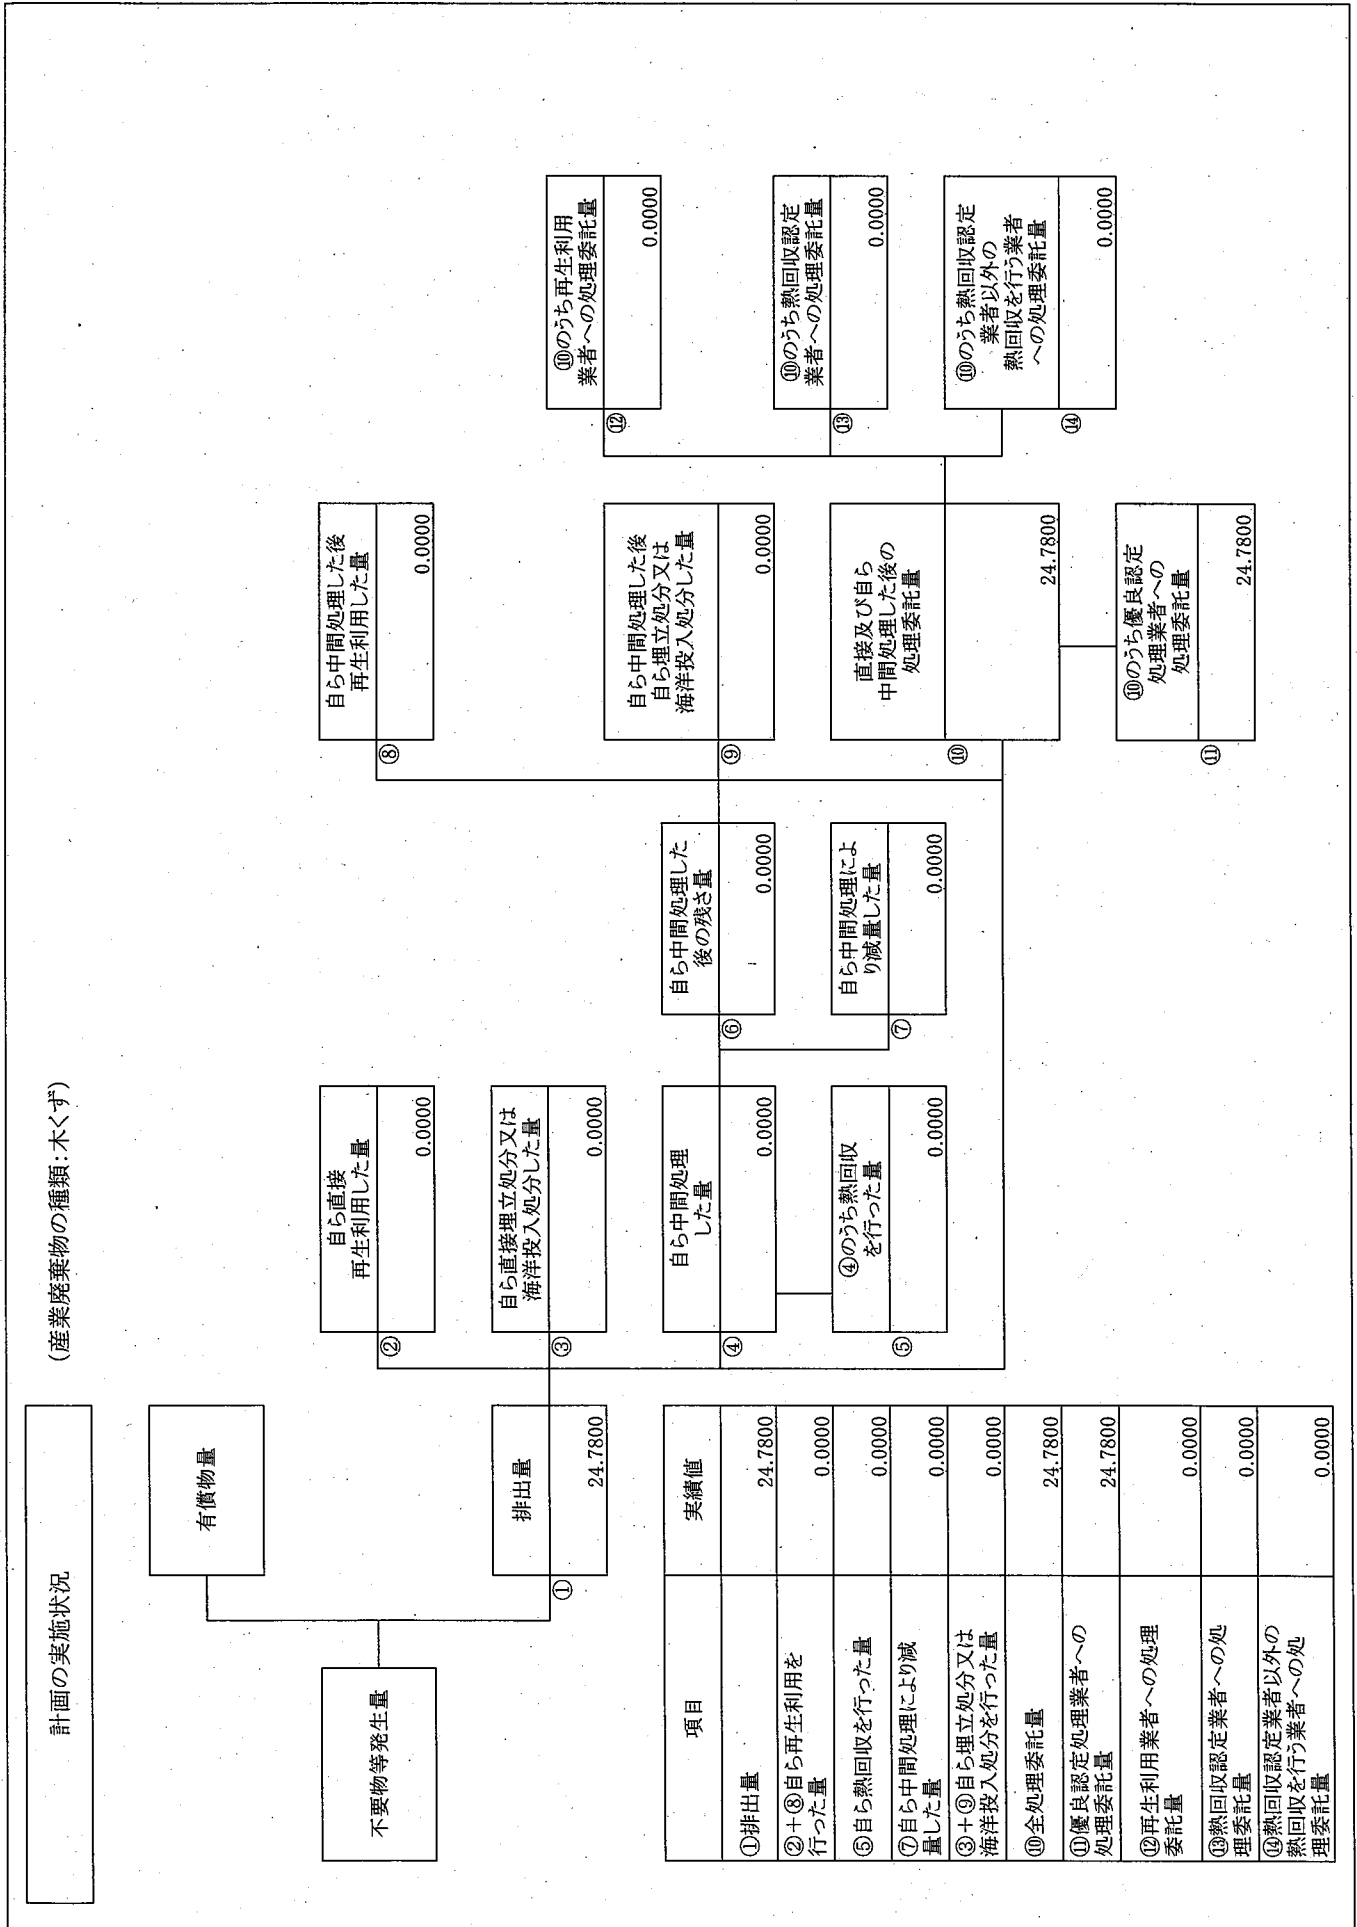 計画の実施状況
(産業廃棄物の種類：木くず)
不要物等発生量
有償物量
①
排出量
24.7800
②
自ら直接
再生利用した量
0.0000
③
自ら直接埋立処分又は
海洋投入処分した量
0.0000
④
自ら中間処理
した量
0.0000
⑤
④のうち熱回収
を行った量
0.0000
⑥
自ら中間処理した
後の残さ量
0.0000
⑦
自ら中間処理によ
り減量した量
0.0000
⑧
自ら中間処理した後
再生利用した量
0.0000
⑨
自ら中間処理した後
自ら埋立処分又は
海洋投入処分した量
0.0000
⑩
直接及び自ら
中間処理した後の
処理委託量
24.7800
⑪
⑩のうち優良認定
処理業者への
処理委託量
24.7800
⑫
⑩のうち再生利用
業者への処理委託量
0.0000
⑬
⑩のうち熱回収認定
業者への処理委託量
0.0000
⑭
⑩のうち熱回収認定
業者以外の
熱回収を行う業者
への処理委託量
0.0000
項目 実績値
①排出量 24.7800
②＋⑧自ら再生利用を
行った量 0.0000
⑤自ら熱回収を行った量 0.0000
⑦自ら中間処理により減
量した量 0.0000
③＋⑨自ら埋立処分又は
海洋投入処分を行った量 0.0000
⑩全処理委託量 24.7800
⑪優良認定処理業者への
処理委託量 24.7800
⑫再生利用業者への処理
委託量 0.0000
⑬熱回収認定業者への処
理委託量 0.0000
⑭熱回収認定業者以外の
熱回収を行う業者への処
理委託量 0.0000